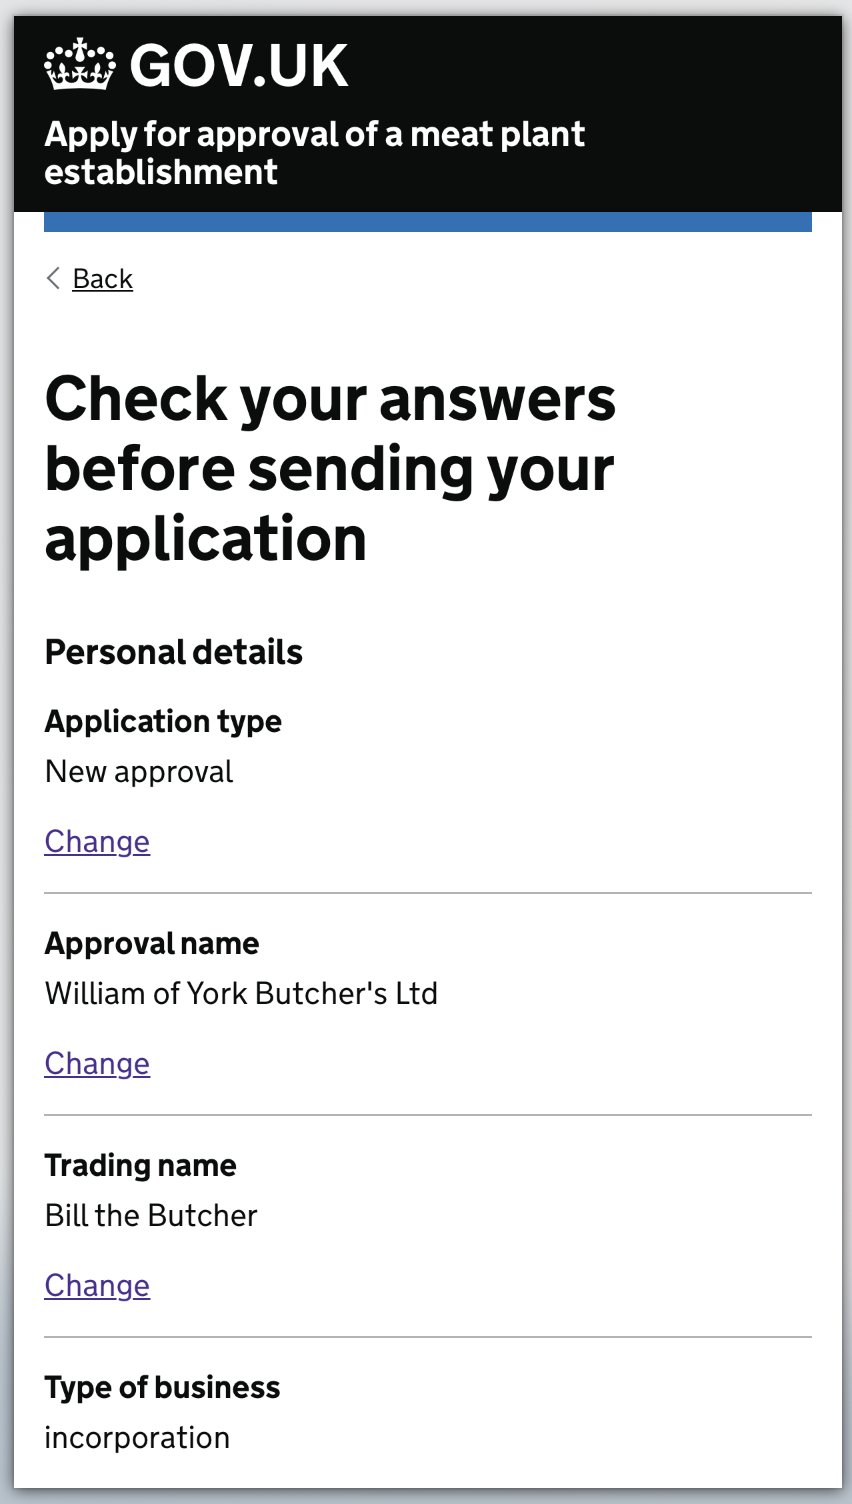 GOV.UK
Apply for approval of a meat plant
establishment
Back
Check your answers
before sending your
application
Personal details
Application type
New approval
Change
Approval name
William of York Butcher's Ltd
Change
Trading name
Bill the Butcher
Change
Type of business
incorporation